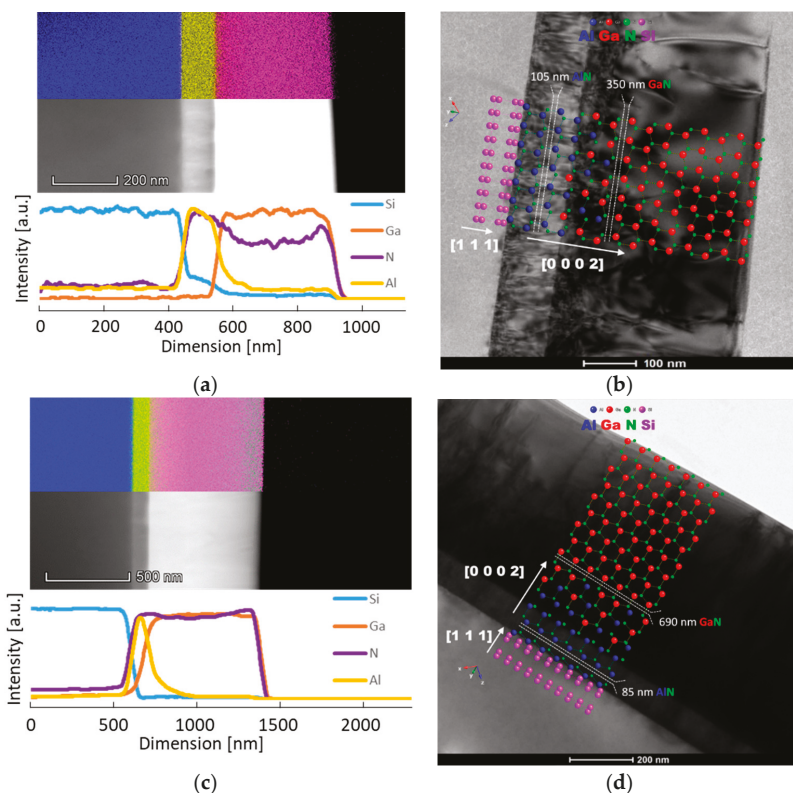 200 nm
Intensity [a.u.]
Si
Ga
N
Al
0 200 400 600 800 1000
Dimension [nm]
(a)
Al Ga N Si
105 nm AlN
350 nm GaN
[1 1 1]
[0 0 0 2]
100 nm
(b)
500 nm
Intensity [a.u.]
Si
Ga
N
Al
0 500 1000 1500 2000
Dimension [nm]
(c)
Al Ga N Si
[0 0 0 2]
[1 1 1]
690 nm GaN
85 nm AlN
200 nm
(d)